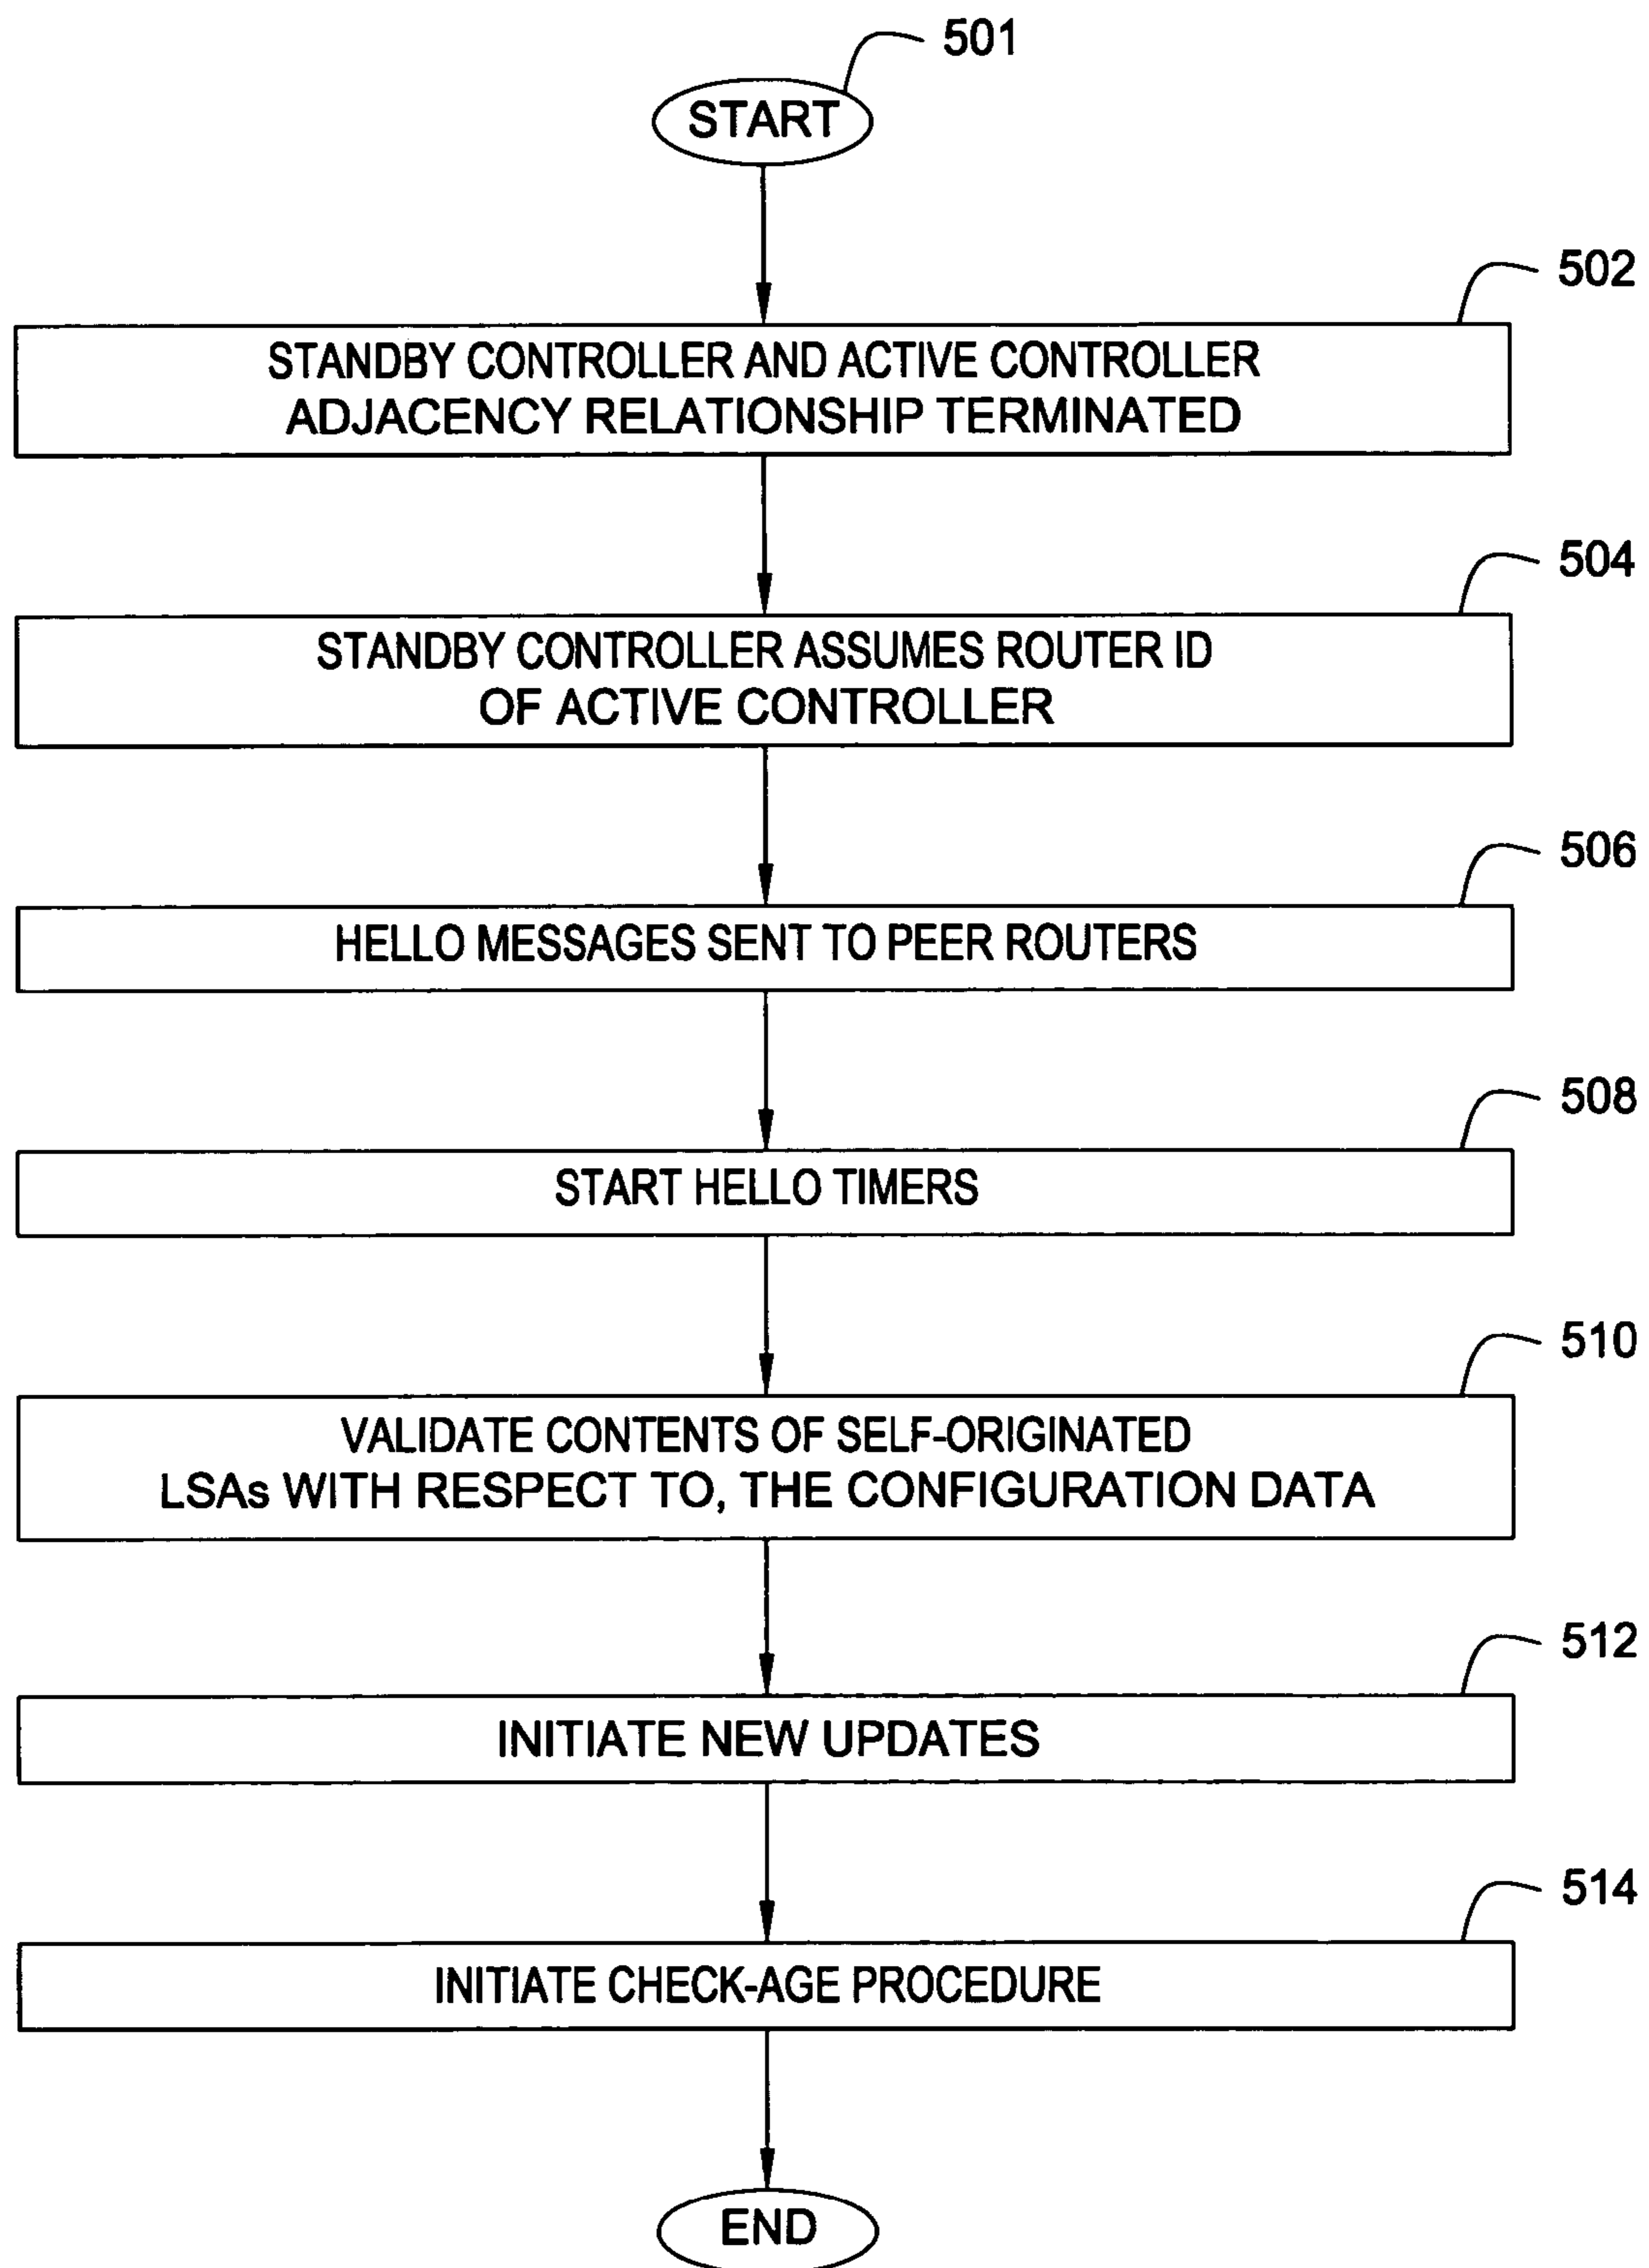 501
START
502
STANDBY CONTROLLER AND ACTIVE CONTROLLER
ADJACENCY RELATIONSHIP TERMINATED
504
STANDBY CONTROLLER ASSUMES ROUTER ID
OF ACTIVE CONTROLLER
506
HELLO MESSAGES SENT TO PEER ROUTERS
508
START HELLO TIMERS
510
VALIDATE CONTENTS OF SELF-ORIGINATED
LSAs WITH RESPECT TO, THE CONFIGURATION DATA
512
INITIATE NEW UPDATES
514
INITIATE CHECK-AGE PROCEDURE
END